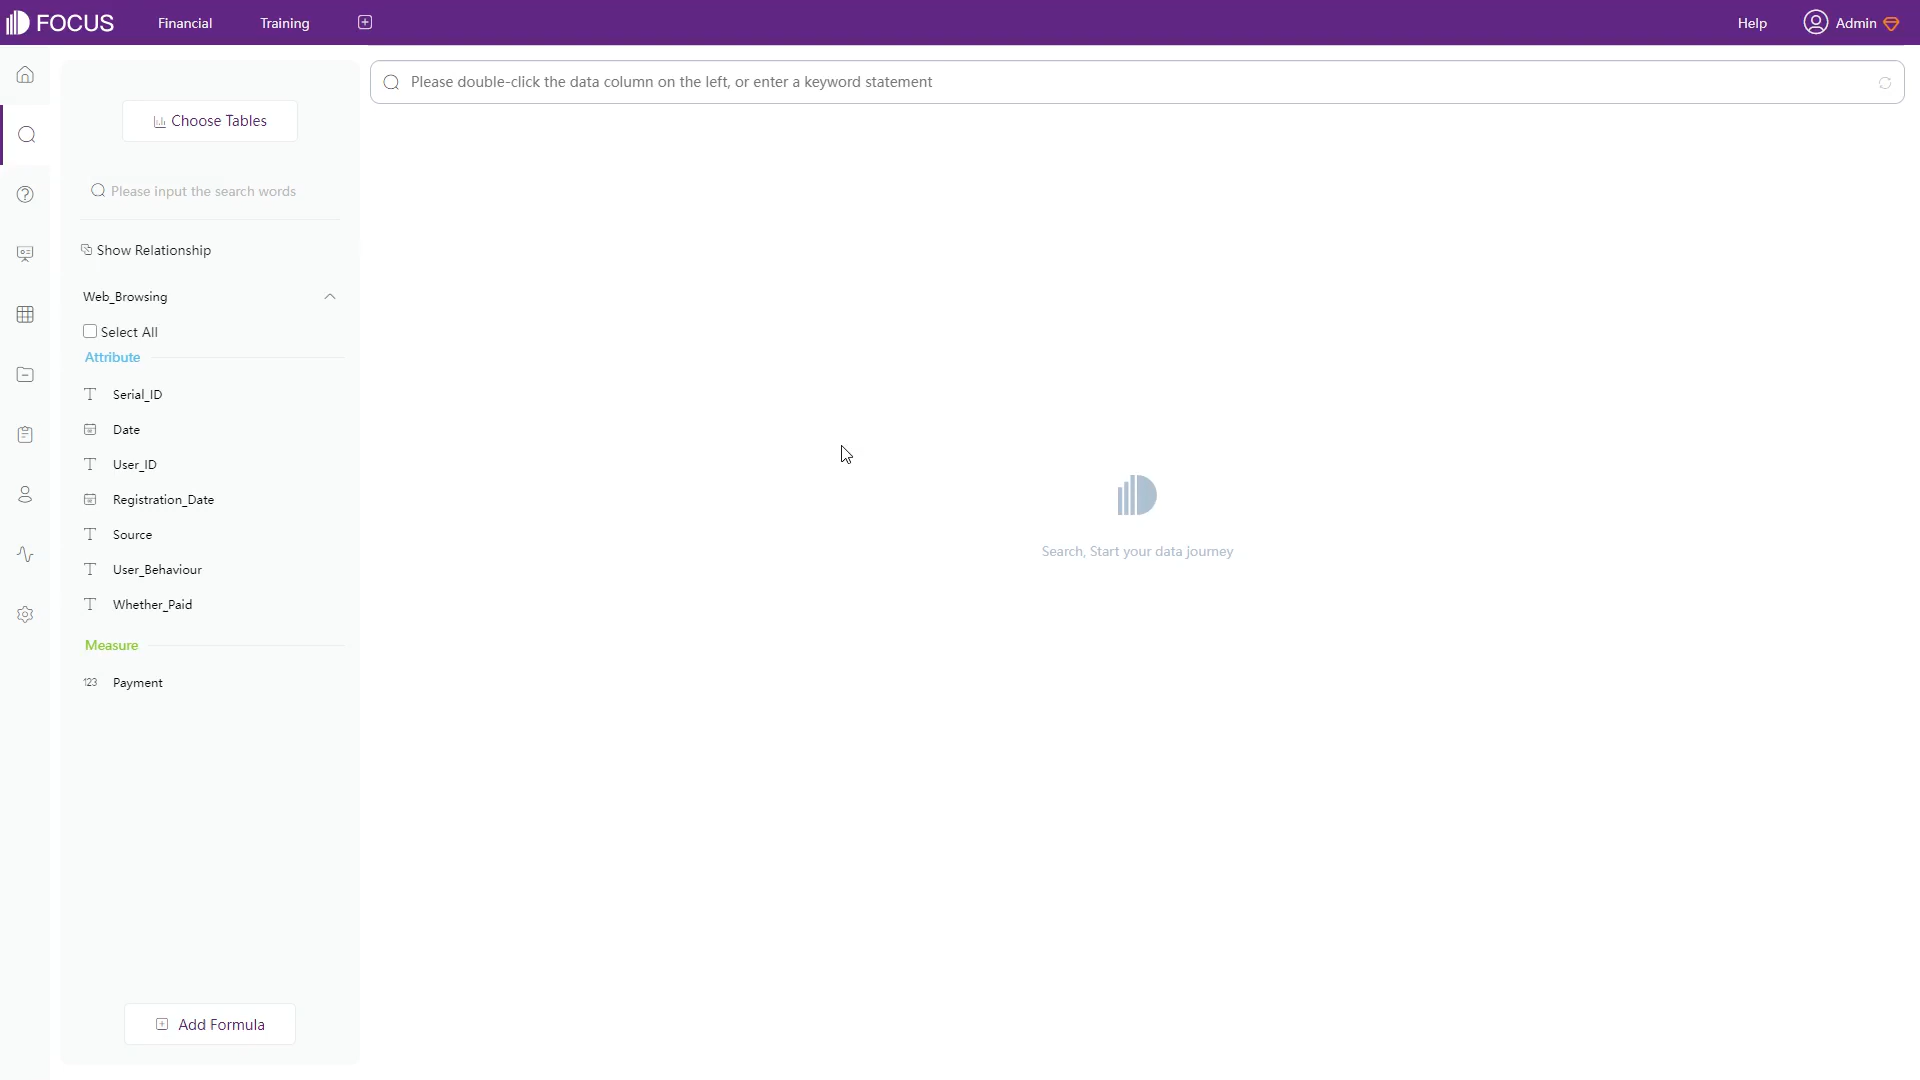 FOCUS
Financial
Training
Help
Admin
Please double-click the data column on the left, or enter a keyword statement
Choose Tables
Please input the search words
Show Relationship
Web_Browsing
Select All
Attribute
Serial_ID
Date
User_ID
Registration_Date
Source
User_Behaviour
Whether_Paid
Measure
123 Payment
Add Formula
Search, Start your data journey